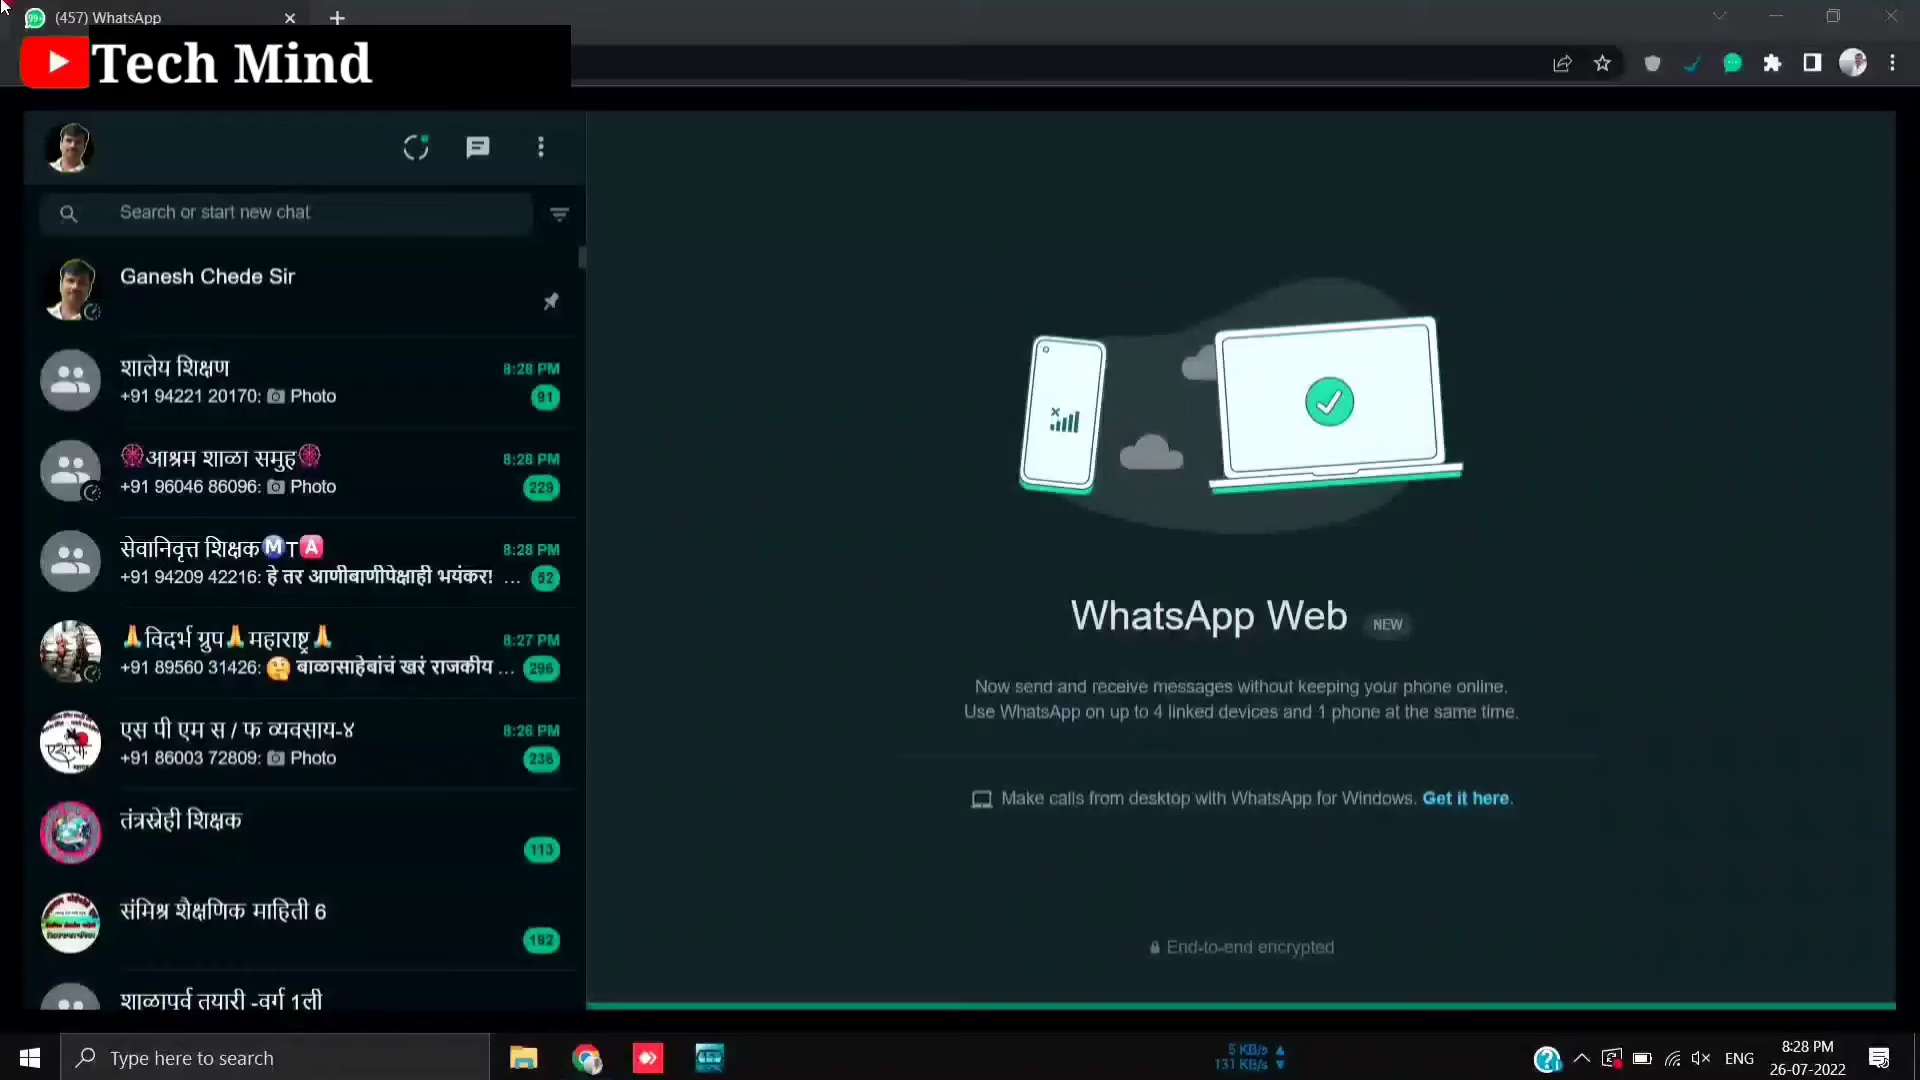 (457) WhatsApp
Tech Mind
Search or start new chat
Ganesh Chede Sir
शालेय शिक्षण
8:28 PM
+91 94221 20170: Photo
91
आश्रम शाळा समुह
8:28 PM
+91 96046 86096: Photo
229
सेवानिवृत्त शिक्षकⓂ️T🅰️
8:28 PM
+91 94209 42216: हे तर आणीबाणीपेक्षाही भयंकर! ...
52
🙏विदर्भ ग्रुप🙏महाराष्ट्र🙏
8:27 PM
+91 89560 31426: 🤔 बाळासाहेबांचं खरं राजकीय ...
296
एस पी एम स / फ व्यवसाय-४
8:26 PM
+91 86003 72809: Photo
236
तंत्रस्नेही शिक्षक
113
संमिश्र शैक्षणिक माहिती 6
192
शाळापूर्व तयारी -वर्ग 1ली
WhatsApp Web NEW
Now send and receive messages without keeping your phone online.
Use WhatsApp on up to 4 linked devices and 1 phone at the same time.
Make calls from desktop with WhatsApp for Windows. Get it here.
End-to-end encrypted
Type here to search
5 KB/s
131 KB/s
ENG
8:28 PM
26-07-2022